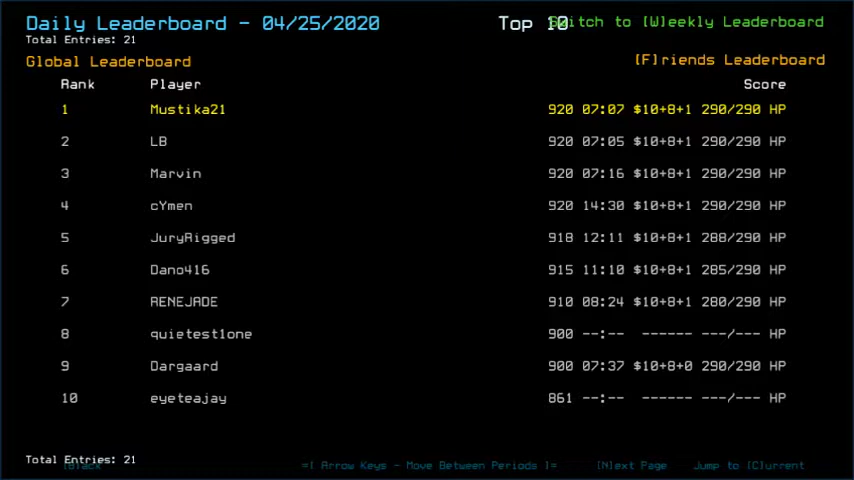 Daily Leaderboard - 04/25/2020 Top 10 Switch to [W]eekly Leaderboard
Total Entries: 21
Global Leaderboard [F]riends Leaderboard
Rank Player Score
1 Mustika21 920 07:07 $10+8+1 290/290 HP
2 LB 920 07:05 $10+8+1 290/290 HP
3 Marvin 920 07:16 $10+8+1 290/290 HP
4 cYmen 920 14:30 $10+8+1 290/290 HP
5 JuryRigged 918 12:11 $10+8+1 288/290 HP
6 Dano416 915 11:10 $10+8+1 285/290 HP
7 RENEJADE 910 08:24 $10+8+1 280/290 HP
8 quietest1one 900 --:-- ------ ---/--- HP
9 Dargaard 900 07:37 $10+8+0 290/290 HP
10 eyeteajay 861 --:-- ------ ---/--- HP
Total Entries: 21
[B]ack =[ Arrow Keys - Move Between Periods ]= [N]ext Page Jump to [C]urrent